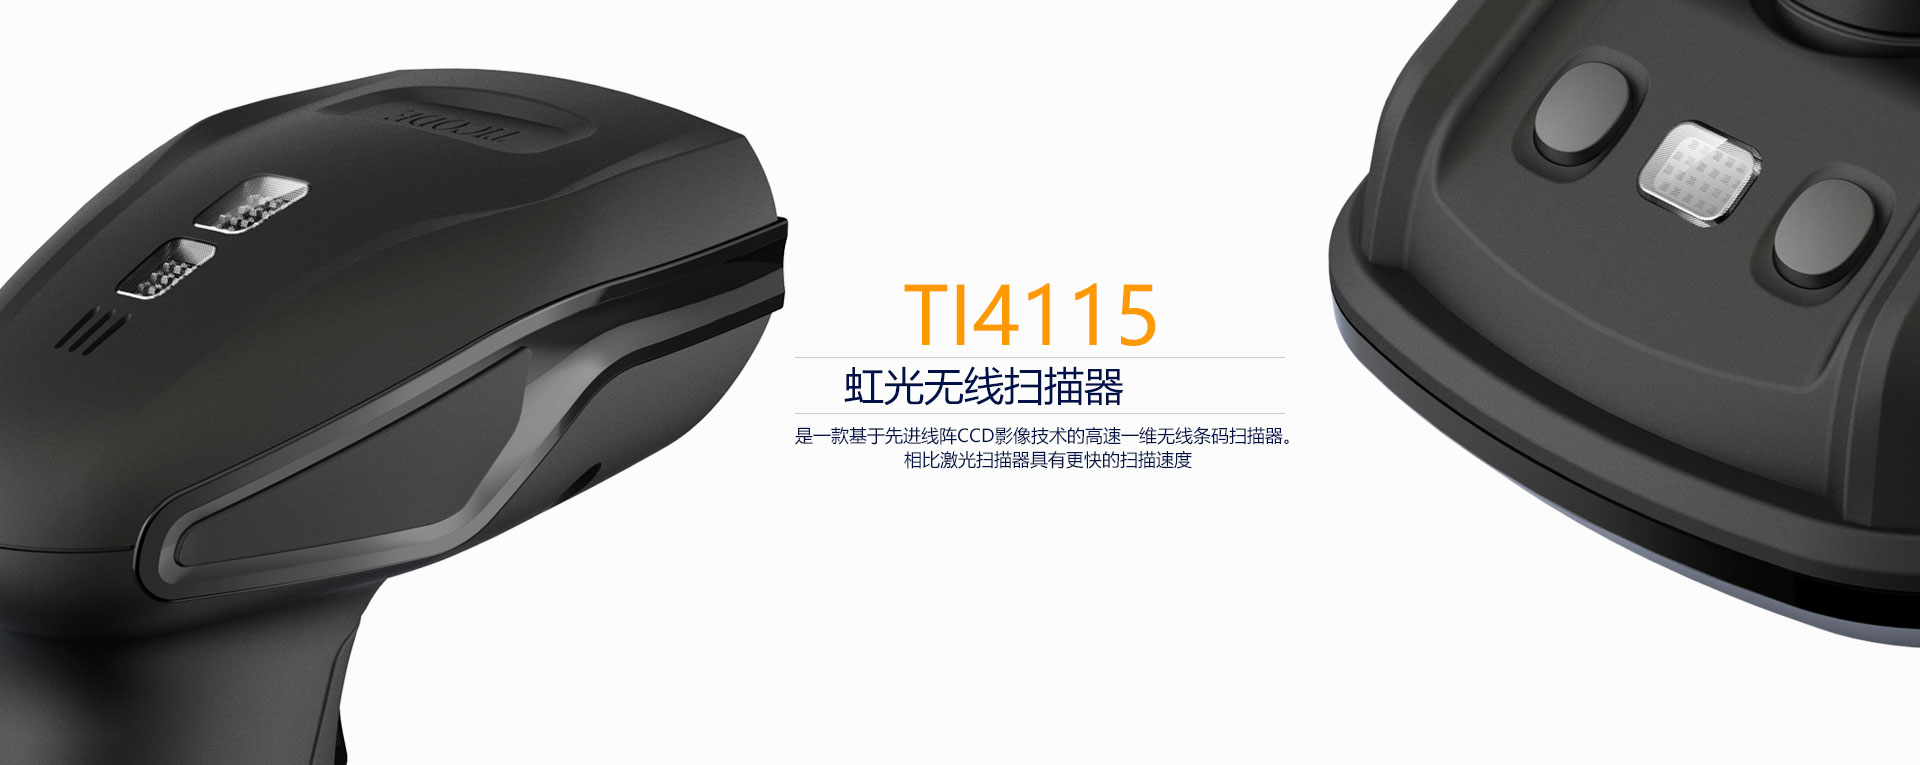 TICODE
TI4115
虹光无线扫描器
是一款基于先进线阵CCD影像技术的高速一维无线条码扫描器。
相比激光扫描器具有更快的扫描速度